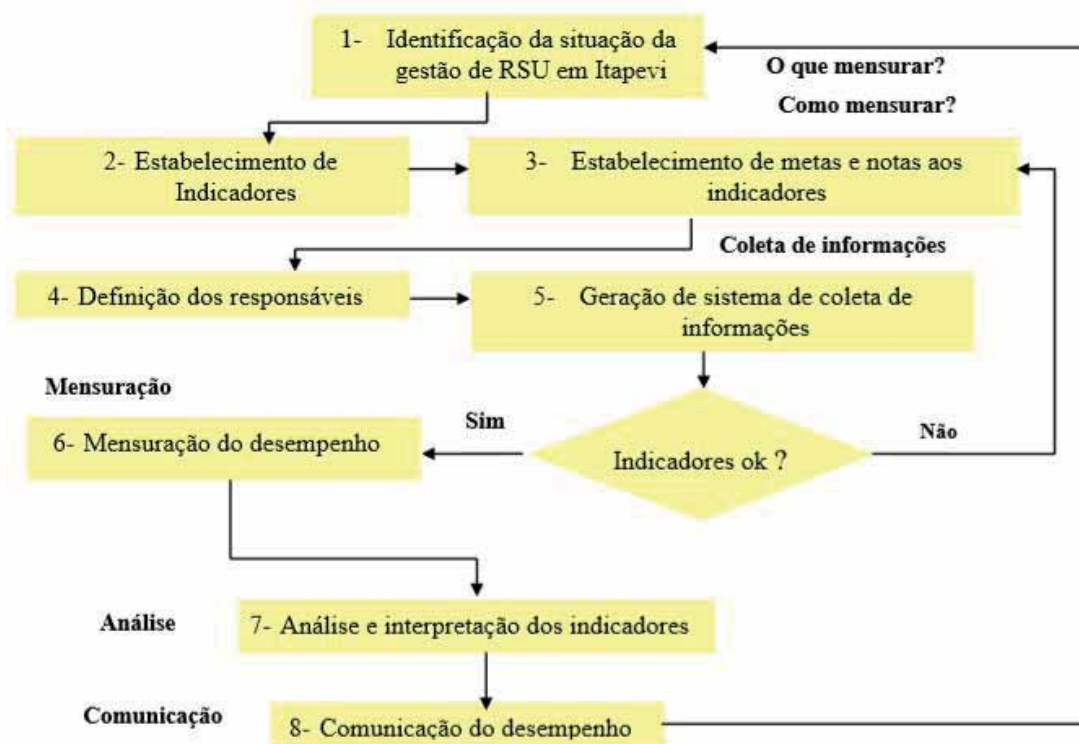 1- Identificação da situação da
gestão de RSU em Itapevi
O que mensurar?
Como mensurar?
2- Estabelecimento de
Indicadores
3- Estabelecimento de metas e notas aos
indicadores
Coleta de informações
4- Definição dos responsáveis
5- Geração de sistema de coleta de
informações
Mensuração
6- Mensuração do desempenho
Sim
Indicadores ok ?
Não
Análise
7- Análise e interpretação dos indicadores
Comunicação
8- Comunicação do desempenho